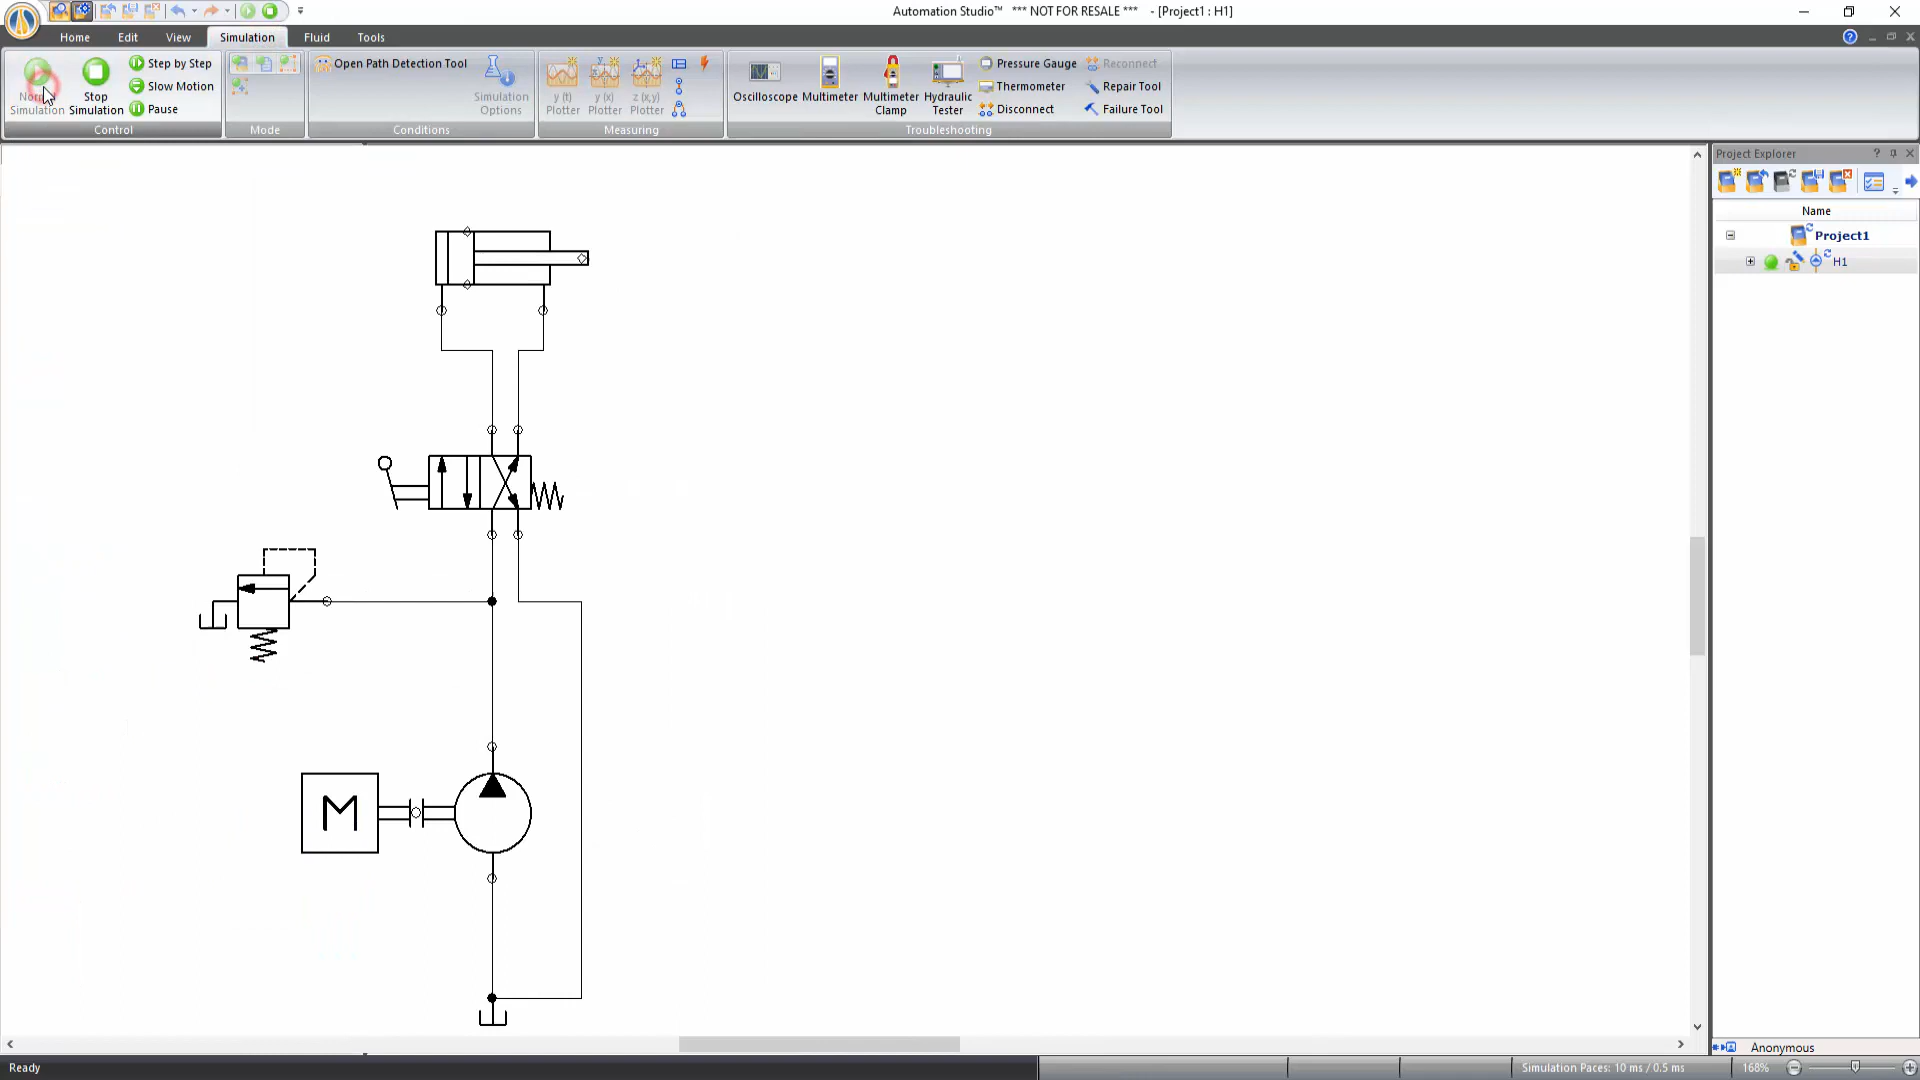 Automation Studio™ *** NOT FOR RESALE *** - [Project1 : H1]
Home Edit View Simulation Fluid Tools
Normal Simulation
Stop Simulation
Step by Step
Slow Motion
Pause
Control
Mode
Open Path Detection Tool
Simulation Options
Conditions
y (t) Plotter
y (x) Plotter
z (x,y) Plotter
Measuring
Oscilloscope
Multimeter
Multimeter Clamp
Hydraulic Tester
Pressure Gauge
Thermometer
Disconnect
Reconnect
Repair Tool
Failure Tool
Troubleshooting
Project Explorer
Name
Project1
H1
M
Anonymous
Ready
Simulation Paces: 10 ms / 0.5 ms
168%